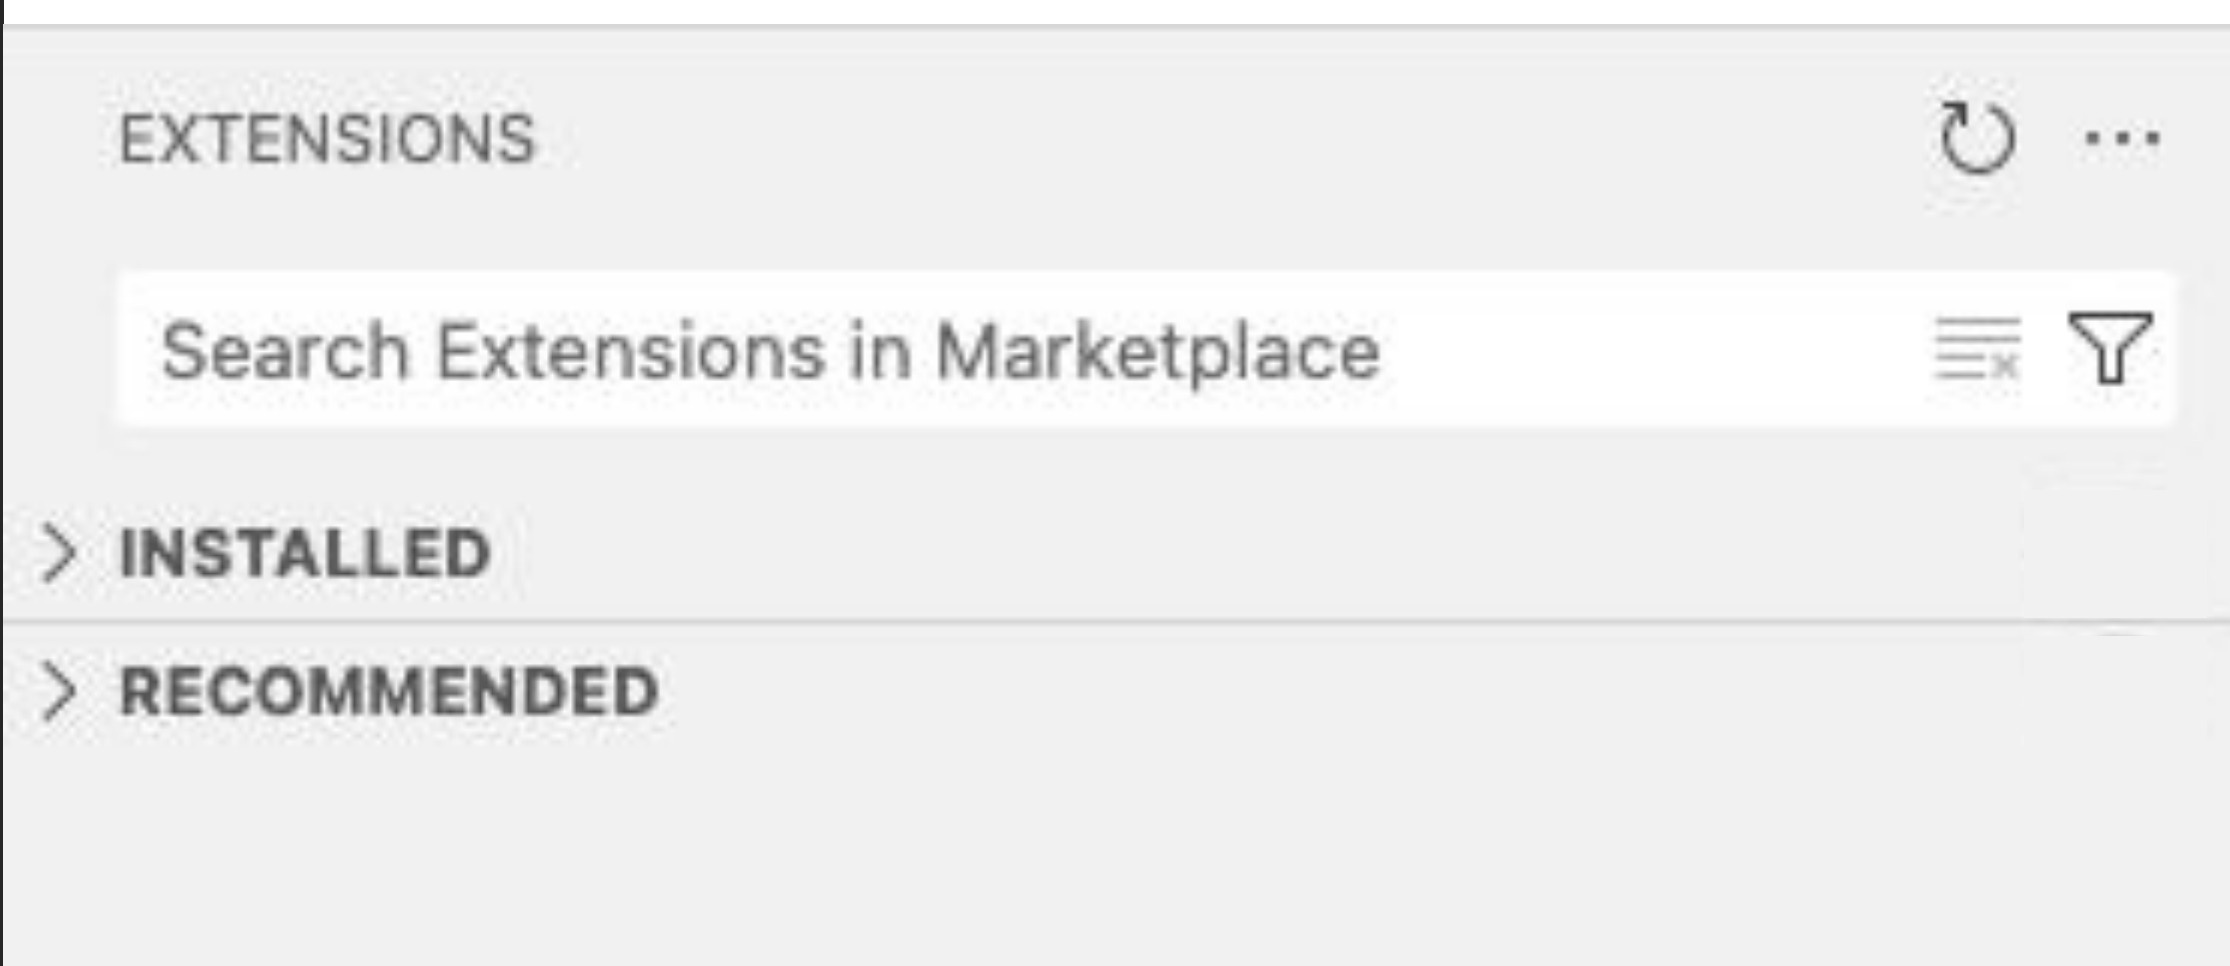 EXTENSIONS
Search Extensions in Marketplace
INSTALLED
RECOMMENDED